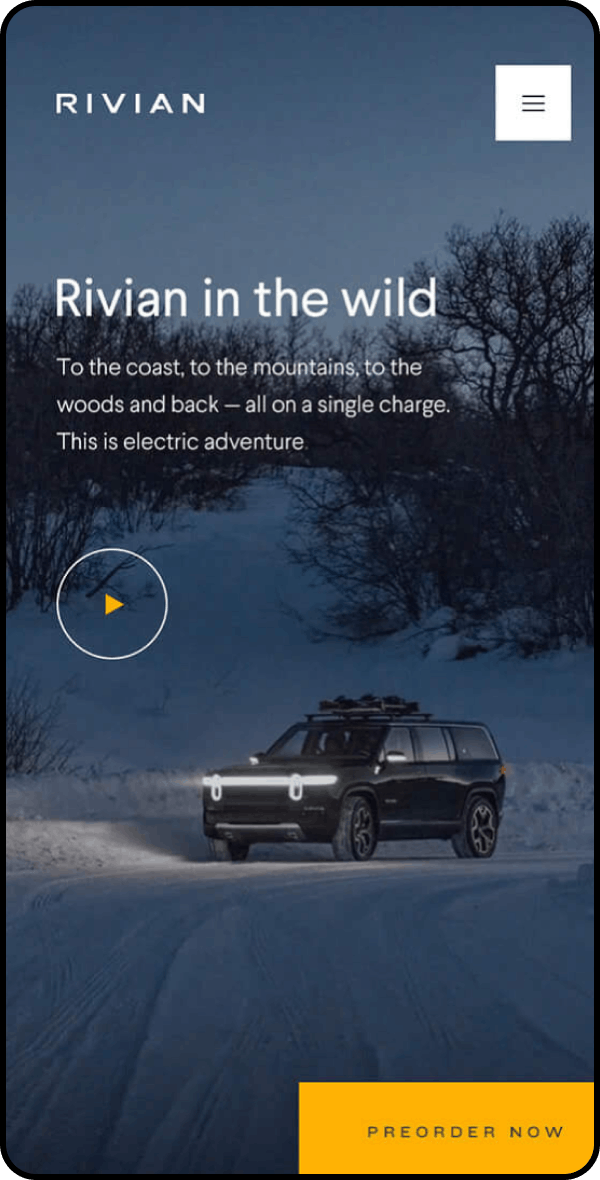 RIVIAN
Rivian in the wild
To the coast, to the mountains, to the
woods and back — all on a single charge.
This is electric adventure.
PREORDER NOW